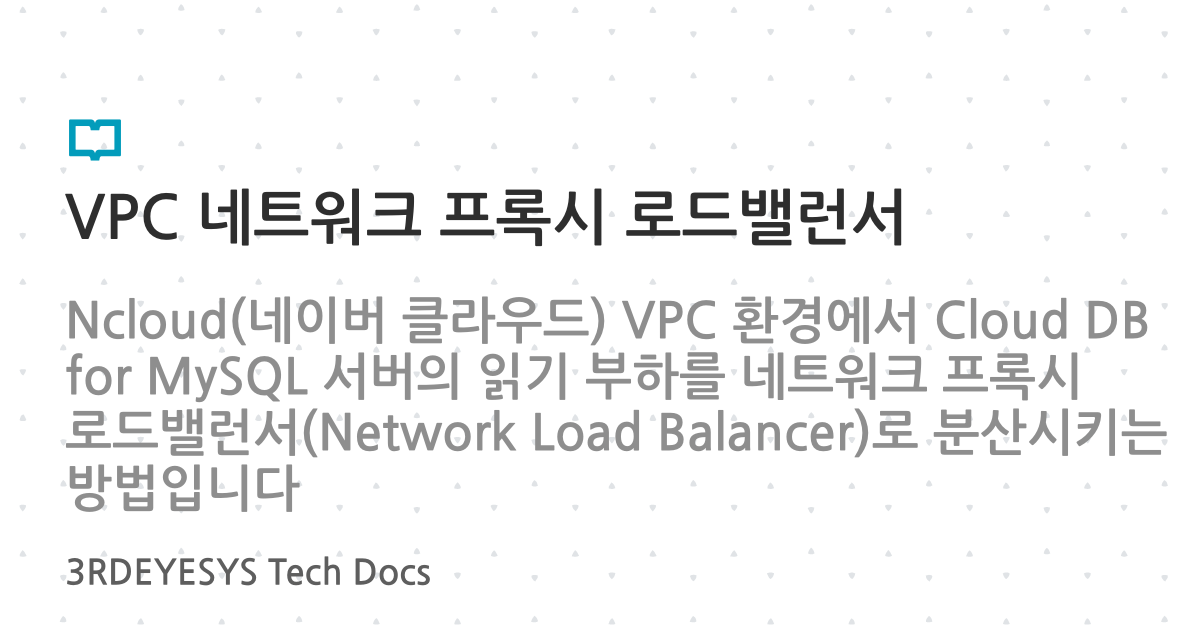 VPC 네트워크 프록시 로드밸런서
Ncloud(네이버 클라우드) VPC 환경에서 Cloud DB
for MySQL 서버의 읽기 부하를 네트워크 프록시
로드밸런서(Network Load Balancer)로 분산시키는
방법입니다
3RDEYESYS Tech Docs